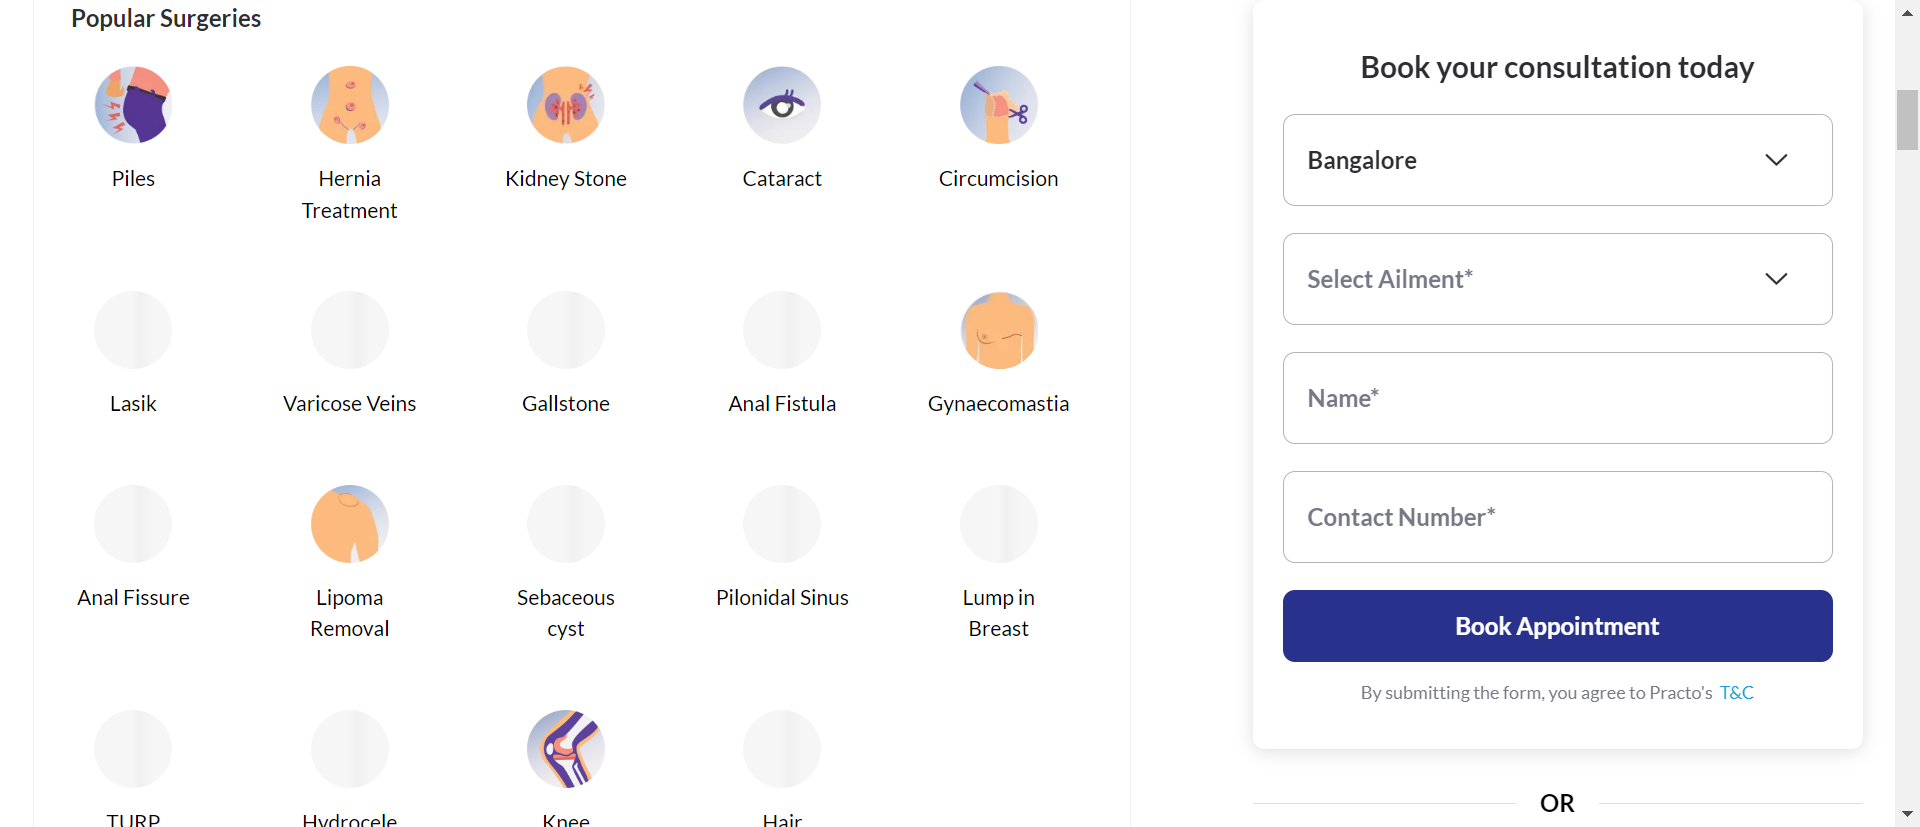 Popular Surgeries
Piles
Hernia
Treatment
Kidney Stone
Cataract
Circumcision
Lasik
Varicose Veins
Gallstone
Anal Fistula
Gynaecomastia
Anal Fissure
Lipoma
Removal
Sebaceous
cyst
Pilonidal Sinus
Lump in
Breast
TURP
Hydrocele
Knee
Hair
Book your consultation today
Bangalore
Select Ailment*
Name*
Contact Number*
Book Appointment
By submitting the form, you agree to Practo's T&C
OR